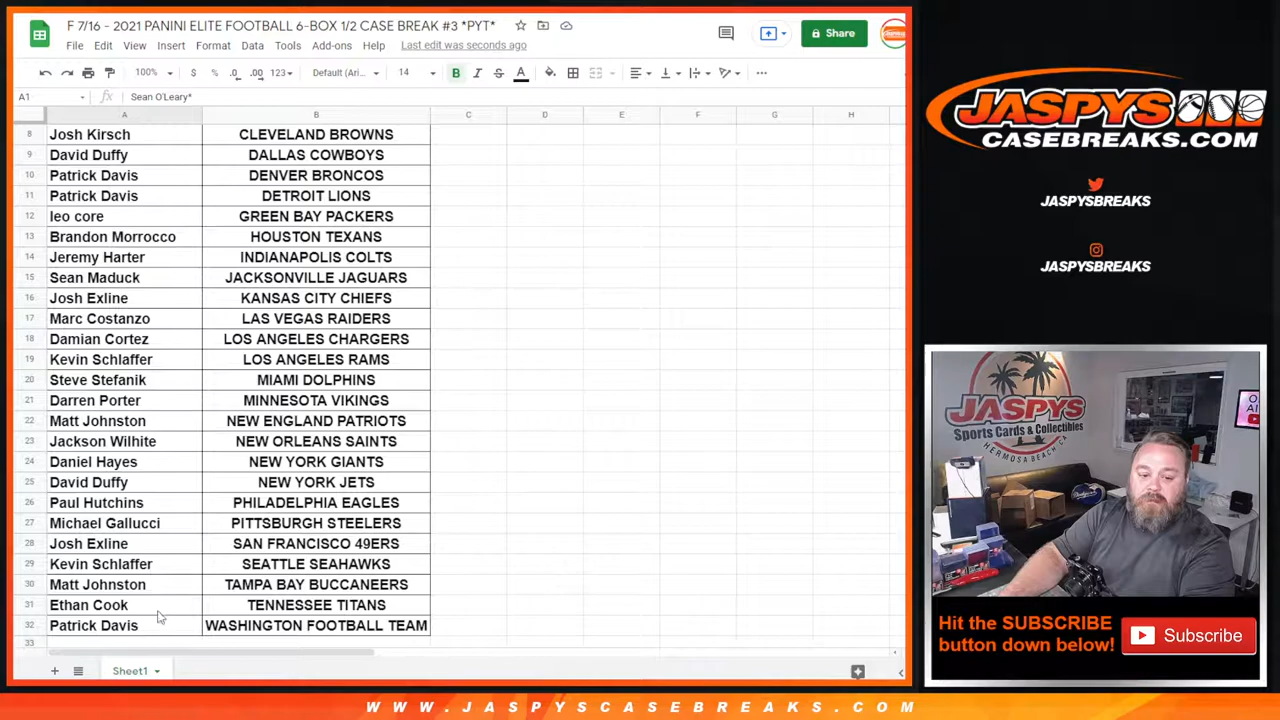 F 7/16 - 2021 PANINI ELITE FOOTBALL 6-BOX 1/2 CASE BREAK #3 *PYT*
File Edit View Insert Format Data Tools Add-ons Help Last edit was seconds ago
Share
100% $ % .0 .00 123 Default (Ari... 14 B I S A
A1 fx Sean O'Leary*
A B C D E F G H
8 Josh Kirsch CLEVELAND BROWNS
9 David Duffy DALLAS COWBOYS
10 Patrick Davis DENVER BRONCOS
11 Patrick Davis DETROIT LIONS
12 leo core GREEN BAY PACKERS
13 Brandon Morrocco HOUSTON TEXANS
14 Jeremy Harter INDIANAPOLIS COLTS
15 Sean Maduck JACKSONVILLE JAGUARS
16 Josh Exline KANSAS CITY CHIEFS
17 Marc Costanzo LAS VEGAS RAIDERS
18 Damian Cortez LOS ANGELES CHARGERS
19 Kevin Schlaffer LOS ANGELES RAMS
20 Steve Stefanik MIAMI DOLPHINS
21 Darren Porter MINNESOTA VIKINGS
22 Matt Johnston NEW ENGLAND PATRIOTS
23 Jackson Wilhite NEW ORLEANS SAINTS
24 Daniel Hayes NEW YORK GIANTS
25 David Duffy NEW YORK JETS
26 Paul Hutchins PHILADELPHIA EAGLES
27 Michael Gallucci PITTSBURGH STEELERS
28 Josh Exline SAN FRANCISCO 49ERS
29 Kevin Schlaffer SEATTLE SEAHAWKS
30 Matt Johnston TAMPA BAY BUCCANEERS
31 Ethan Cook TENNESSEE TITANS
32 Patrick Davis WASHINGTON FOOTBALL TEAM
33
Sheet1
JASPYS
CASEBREAKS.COM
JASPYSBREAKS
JASPYSBREAKS
JASPYS
Sports Cards & Collectibles
HERMOSA BEACH CA
Hit the SUBSCRIBE
button down below!
Subscribe
WWW.JASPYSCASEBREAKS.COM